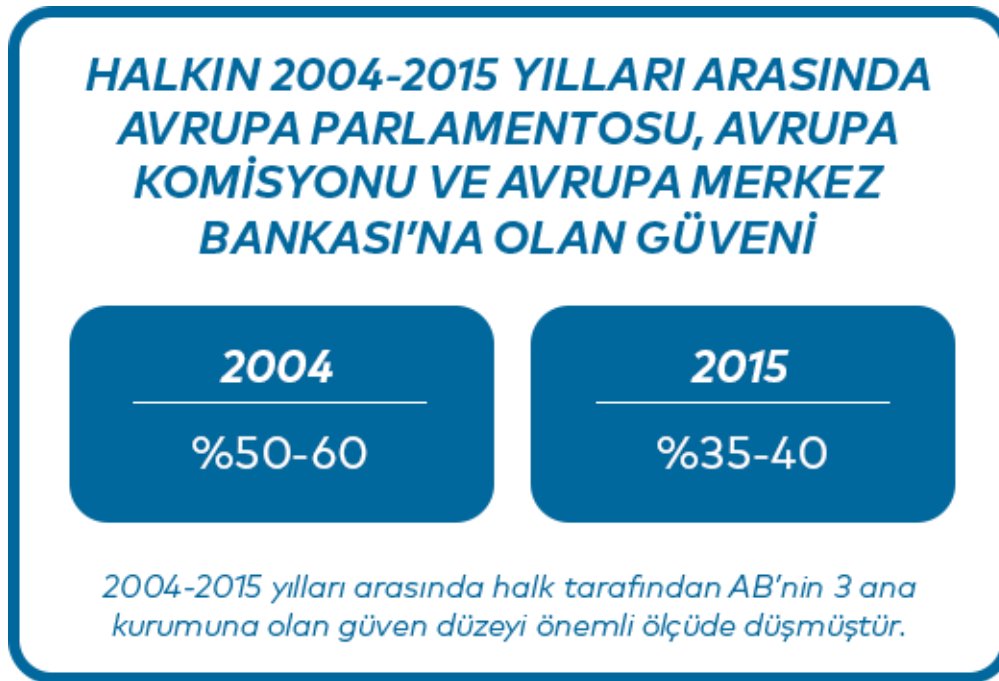 HALKIN 2004-2015 YILLARI ARASINDA
AVRUPA PARLAMENTOSU, AVRUPA
KOMİSYONU VE AVRUPA MERKEZ
BANKASI'NA OLAN GÜVENİ
2004
%50-60
2015
%35-40
2004-2015 yılları arasında halk tarafından AB'nin 3 ana
kurumuna olan güven düzeyi önemli ölçüde düşmüştür.